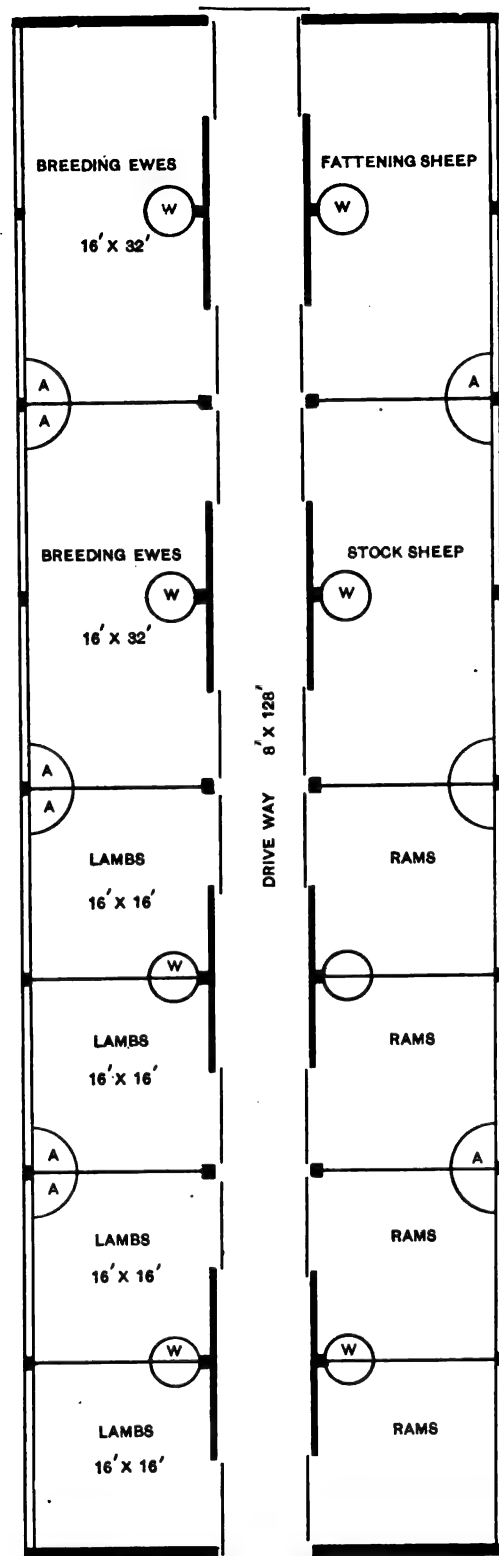 BREEDING EWES
W
16' X 32'
FATTENING SHEEP
W
A
A
A
BREEDING EWES
W
16' X 32'
STOCK SHEEP
W
DRIVE WAY 8' X 128'
A
A
LAMBS
16' X 16'
RAMS
W
LAMBS
16' X 16'
RAMS
A
A
A
LAMBS
16' X 16'
RAMS
W
W
LAMBS
16' X 16'
RAMS